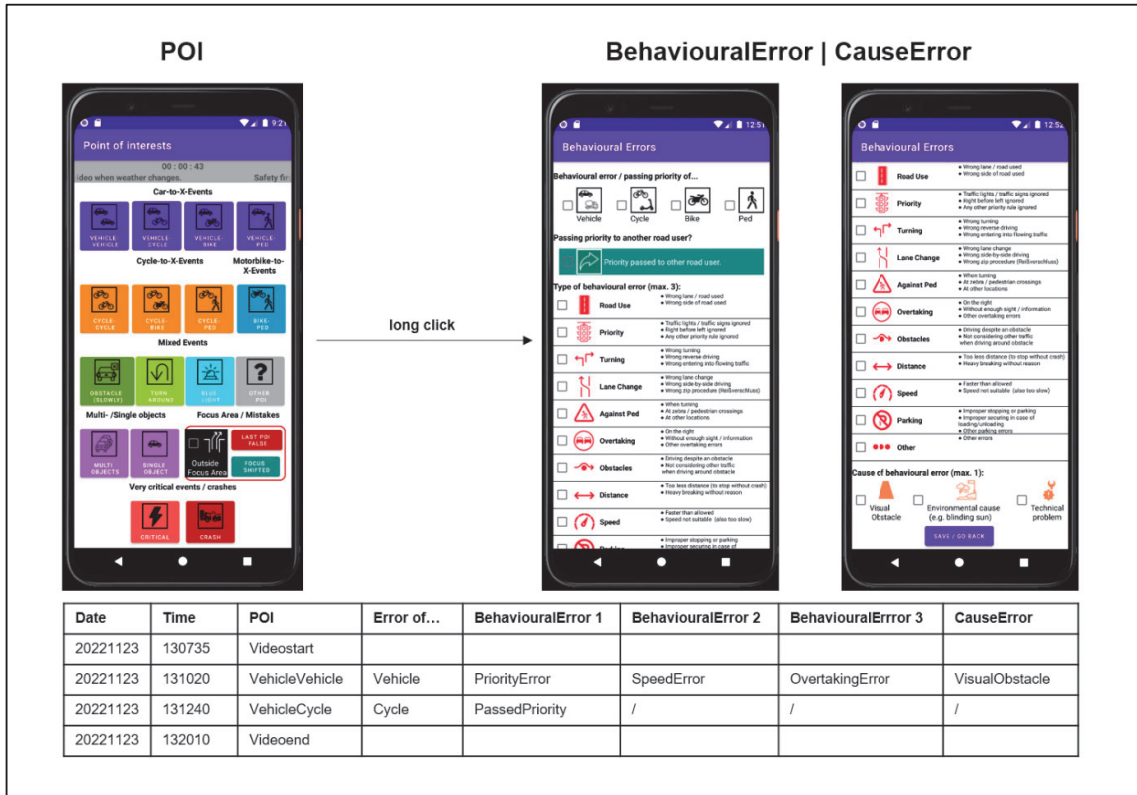 POI
BehaviouralError | CauseError
9:21
Point of interests
00 : 00 : 43
ideo when weather changes. Safety fir
Car-to-X-Events
VEHICLE-VEHICLE VEHICLE-CYCLE VEHICLE-BIKE VEHICLE-PED
Cycle-to-X-Events Motorbike-to-X-Events
CYCLE-CYCLE CYCLE-BIKE CYCLE-PED BIKE-PED
Mixed Events
OBSTACLE (SLOWLY) TURN AROUND BLUE LIGHT OTHER POI
Multi- /Single objects Focus Area / Mistakes
MULTI OBJECTS SINGLE OBJECT Outside Focus Area LAST POI FALSE
FOCUS SHIFTED
Very critical events / crashes
CRITICAL CRASH
long click
12:51
Behavioural Errors
Behavioural error / passing priority of...
Vehicle Cycle Bike Ped
Passing priority to another road user?
Priority passed to other road user.
Type of behavioural error (max. 3):
Road Use
• Wrong lane / road used
• Wrong side of road used
Priority
• Traffic lights / traffic signs ignored
• Right before left ignored
• Any other priority rule ignored
Turning
• Wrong turning
• Wrong reverse driving
• Wrong entering into flowing traffic
Lane Change
• Wrong lane change
• Wrong side-by-side driving
• Wrong zip procedure (Reißverschluss)
Against Ped
• When turning
• At zebra / pedestrian crossings
• At other locations
Overtaking
• On the right
• Without enough sight / information
• Other overtaking errors
Obstacles
• Driving despite an obstacle
• Not considering other traffic
when driving around obstacle
Distance
• Too less distance (to stop without crash)
• Heavy breaking without reason
Speed
• Faster than allowed
• Speed not suitable (also too slow)
Parking
• Improper stopping or parking
• Improper securing in case of
12:52
Behavioural Errors
Road Use
• Wrong lane / road used
• Wrong side of road used
Priority
• Traffic lights / traffic signs ignored
• Right before left ignored
• Any other priority rule ignored
Turning
• Wrong turning
• Wrong reverse driving
• Wrong entering into flowing traffic
Lane Change
• Wrong lane change
• Wrong side-by-side driving
• Wrong zip procedure (Reißverschluss)
Against Ped
• When turning
• At zebra / pedestrian crossings
• At other locations
Overtaking
• On the right
• Without enough sight / information
• Other overtaking errors
Obstacles
• Driving despite an obstacle
• Not considering other traffic
when driving around obstacle
Distance
• Too less distance (to stop without crash)
• Heavy breaking without reason
Speed
• Faster than allowed
• Speed not suitable (also too slow)
Parking
• Improper stopping or parking
• Improper securing in case of
loading/unloading
• Other parking errors
Other
• Other errors
Cause of behavioural error (max. 1):
Visual Obstacle Environmental cause (e.g. blinding sun) Technical problem
SAVE / GO BACK
Date Time POI Error of... BehaviouralError 1 BehaviouralError 2 BehaviouralErrror 3 CauseError
20221123 130735 Videostart
20221123 131020 VehicleVehicle Vehicle PriorityError SpeedError OvertakingError VisualObstacle
20221123 131240 VehicleCycle Cycle PassedPriority / / /
20221123 132010 Videoend